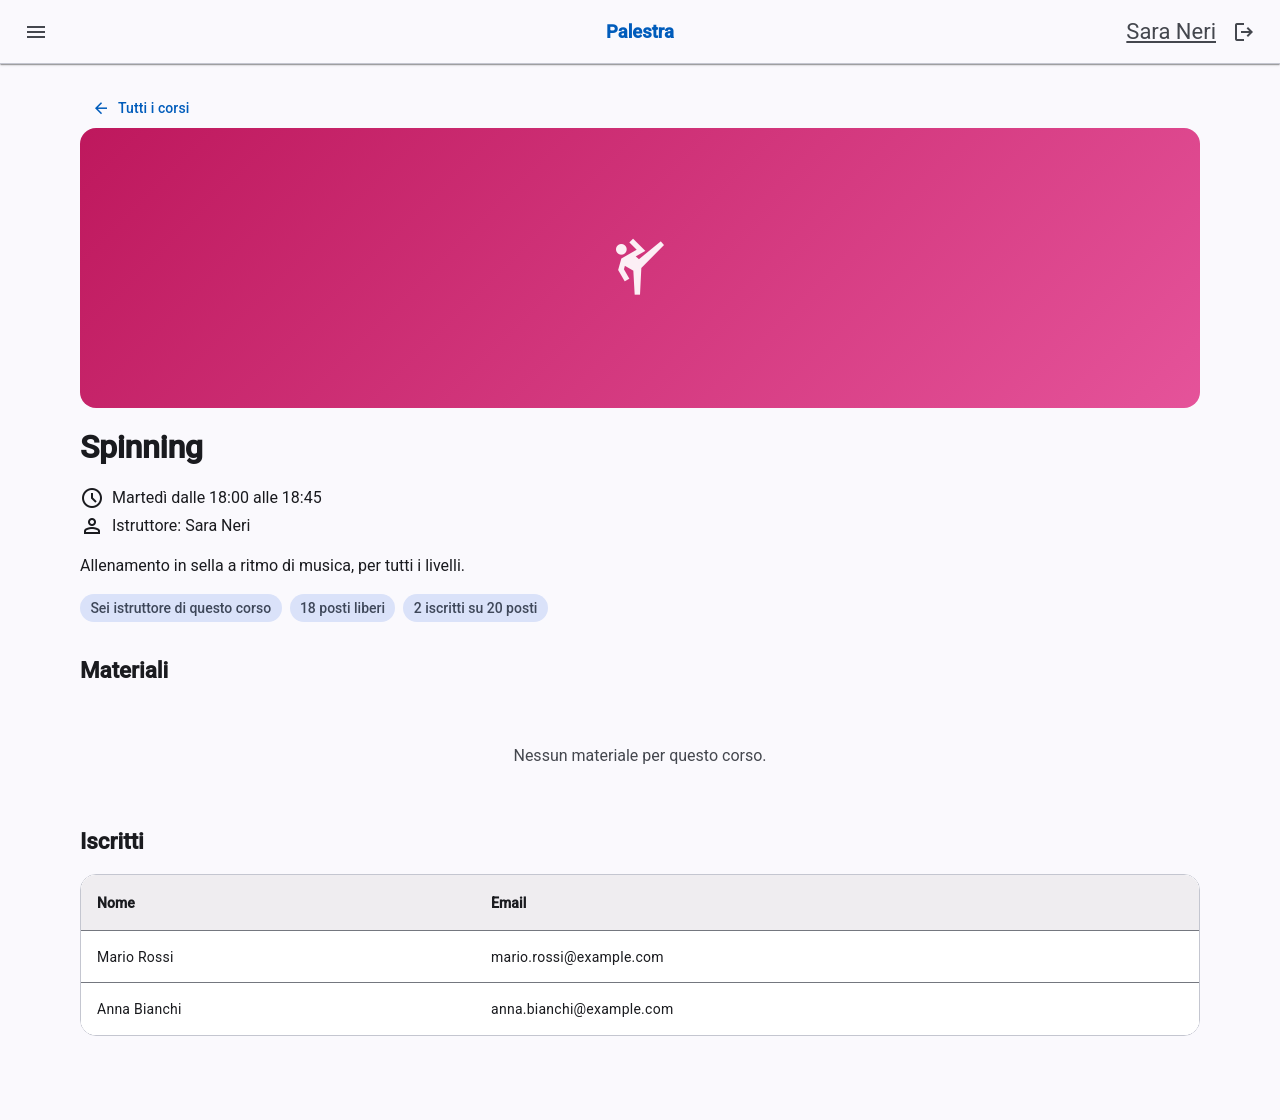 Palestra
Sara Neri
Tutti i corsi
Spinning
Martedì dalle 18:00 alle 18:45
Istruttore: Sara Neri
Allenamento in sella a ritmo di musica, per tutti i livelli.
Sei istruttore di questo corso 18 posti liberi 2 iscritti su 20 posti
Materiali
Nessun materiale per questo corso.
Iscritti
Nome Email
Mario Rossi mario.rossi@example.com
Anna Bianchi anna.bianchi@example.com